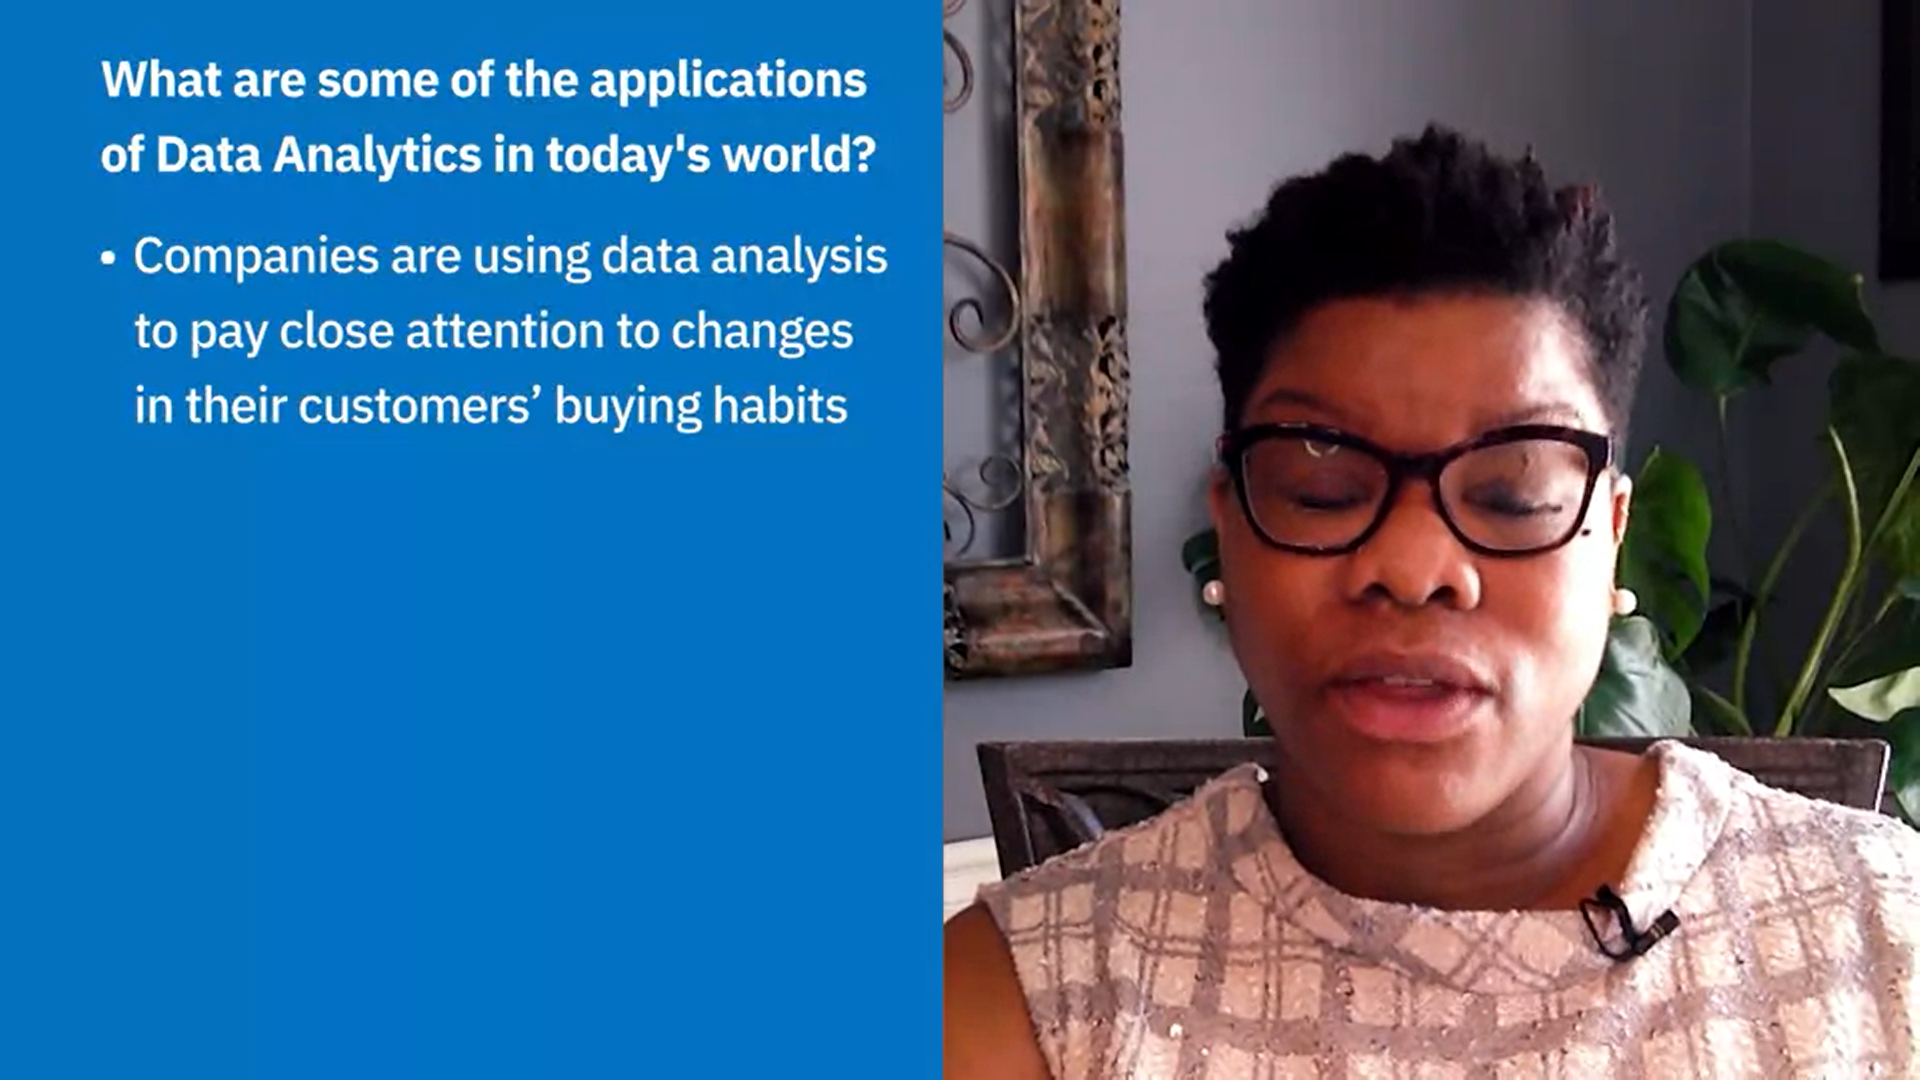 What are some of the applications
of Data Analytics in today's world?
• Companies are using data analysis
to pay close attention to changes
in their customers’ buying habits